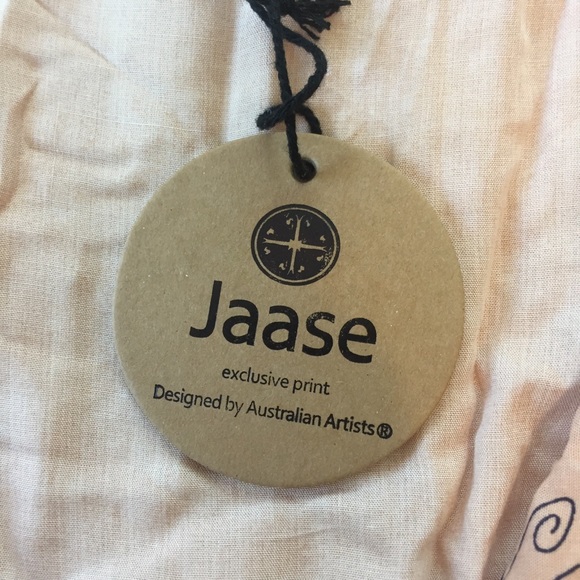 Jaase
exclusive print
Designed by Australian Artists®